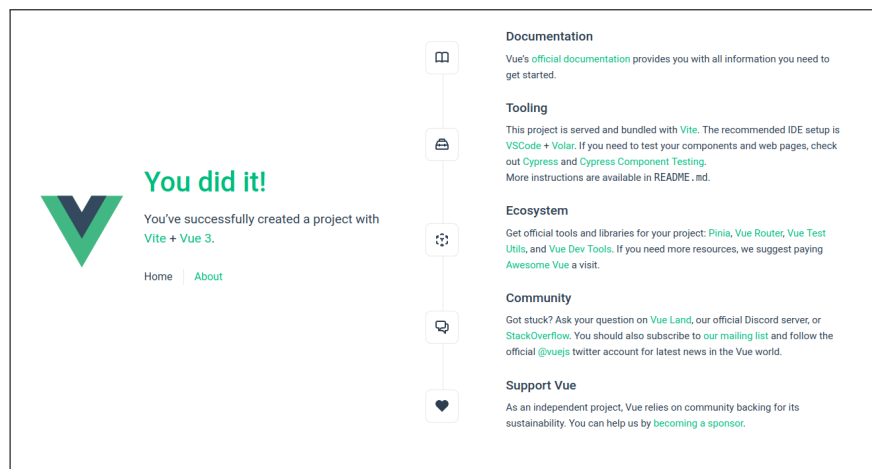 You did it!
You've successfully created a project with
Vite + Vue 3.
Home
About
Documentation
Vue's official documentation provides you with all information you need to
get started.
Tooling
This project is served and bundled with Vite. The recommended IDE setup is
VSCode + Volar. If you need to test your components and web pages, check
out Cypress and Cypress Component Testing.
More instructions are available in README.md.
Ecosystem
Get official tools and libraries for your project: Pinia, Vue Router, Vue Test
Utils, and Vue Dev Tools. If you need more resources, we suggest paying
Awesome Vue a visit.
Community
Got stuck? Ask your question on Vue Land, our official Discord server, or
StackOverflow. You should also subscribe to our mailing list and follow the
official @vuejs twitter account for latest news in the Vue world.
Support Vue
As an independent project, Vue relies on community backing for its
sustainability. You can help us by becoming a sponsor.